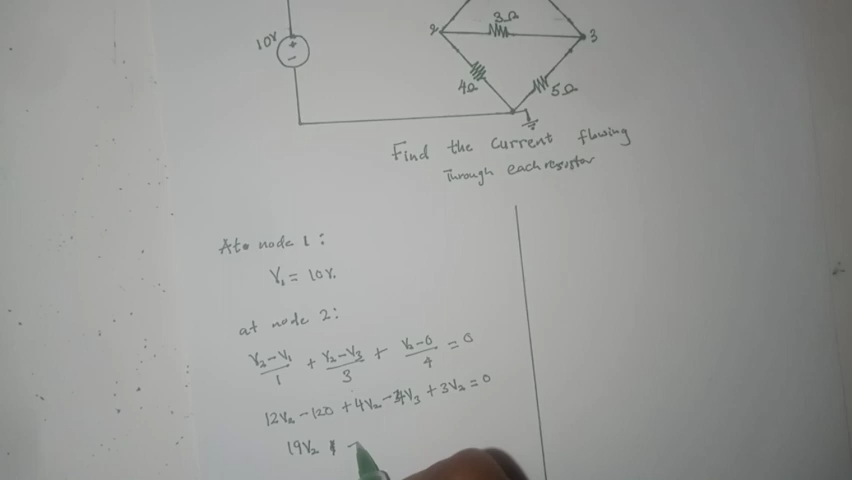 3Ω
10V
2
3
4Ω
5Ω
Find the current flwing
Through each resistor
At node 1:
V₁ = 10V.
at node 2:
V₂-V₁/1 + V₂-V₃/3 + V₂-0/4 = 0
12V₂ - 120 + 4V₂ - 4V₃ + 3V₂ = 0
19V₂ -